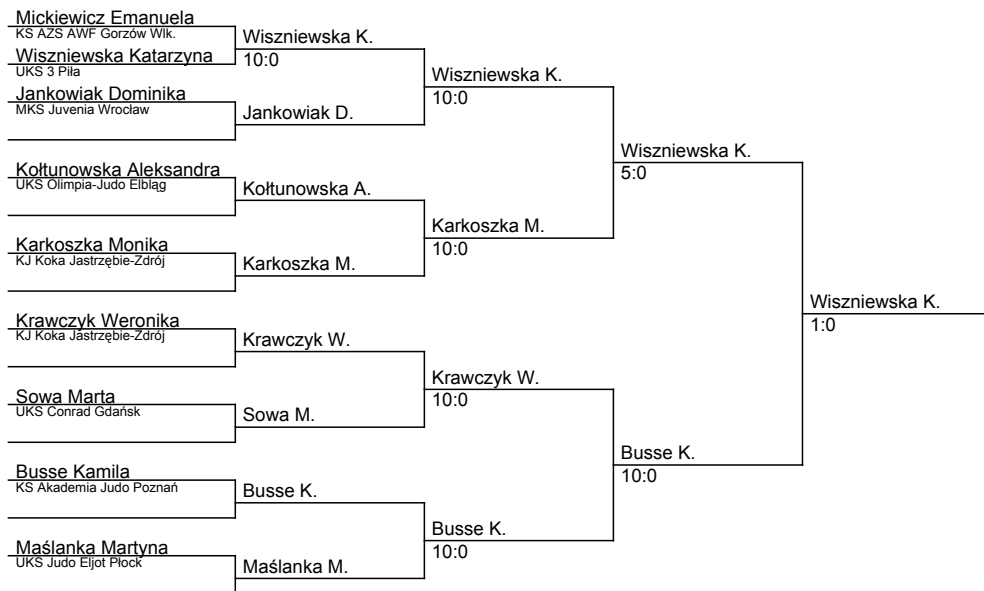 Mickiewicz Emanuela
KS AZS AWF Gorzów Wlk.
Wiszniewska Katarzyna
UKS 3 Piła
Jankowiak Dominika
MKS Juvenia Wrocław
Kołtunowska Aleksandra
UKS Olimpia-Judo Elbląg
Karkoszka Monika
KJ Koka Jastrzębie-Zdrój
Krawczyk Weronika
KJ Koka Jastrzębie-Zdrój
Sowa Marta
UKS Conrad Gdańsk
Busse Kamila
KS Akademia Judo Poznań
Maślanka Martyna
UKS Judo Eljot Płock
Wiszniewska K.
10:0
Jankowiak D.
Kołtunowska A.
Karkoszka M.
Krawczyk W.
Sowa M.
Busse K.
Maślanka M.
Wiszniewska K.
10:0
Karkoszka M.
10:0
Krawczyk W.
10:0
Busse K.
10:0
Wiszniewska K.
5:0
Busse K.
10:0
Wiszniewska K.
1:0